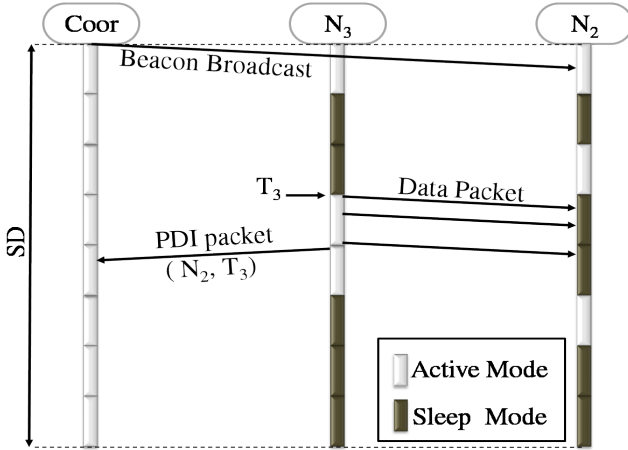 Coor
N₃
N₂
Beacon Broadcast
T₃
Data Packet
PDI packet
( N₂, T₃)
SD
Active Mode
Sleep Mode